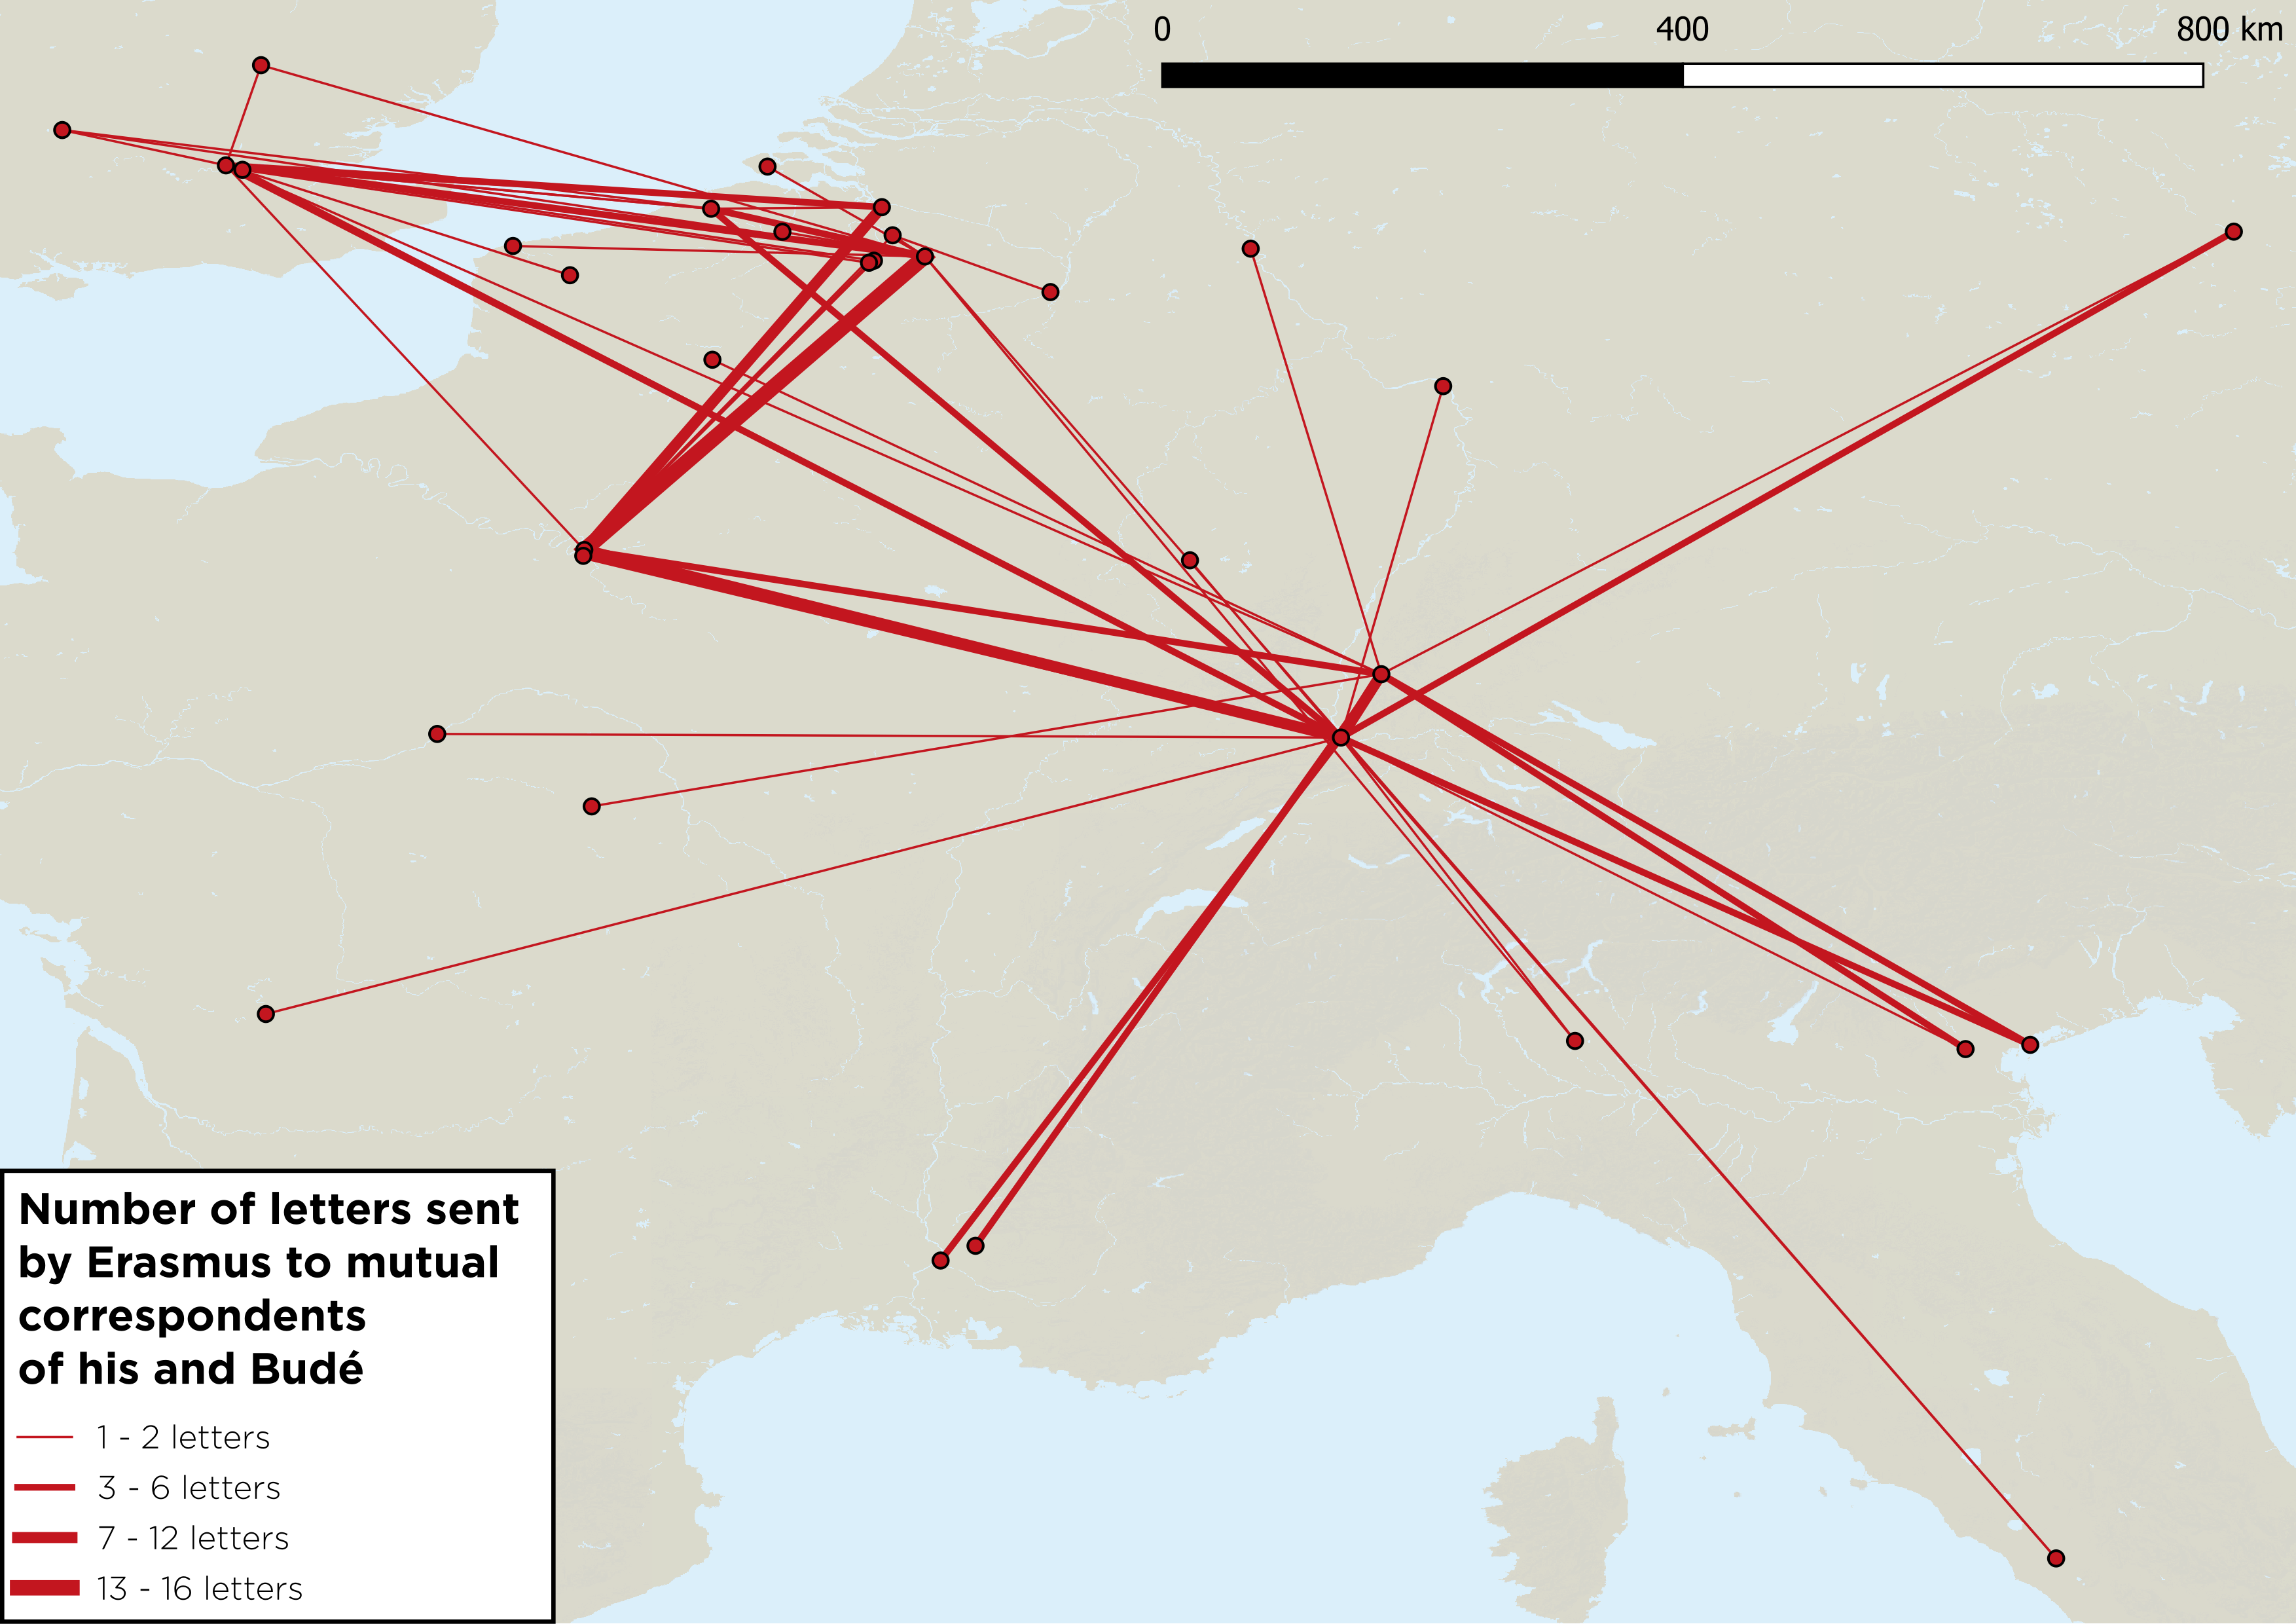 0 400 800 km
Number of letters sent
by Erasmus to mutual
correspondents
of his and Budé
1 - 2 letters
3 - 6 letters
7 - 12 letters
13 - 16 letters